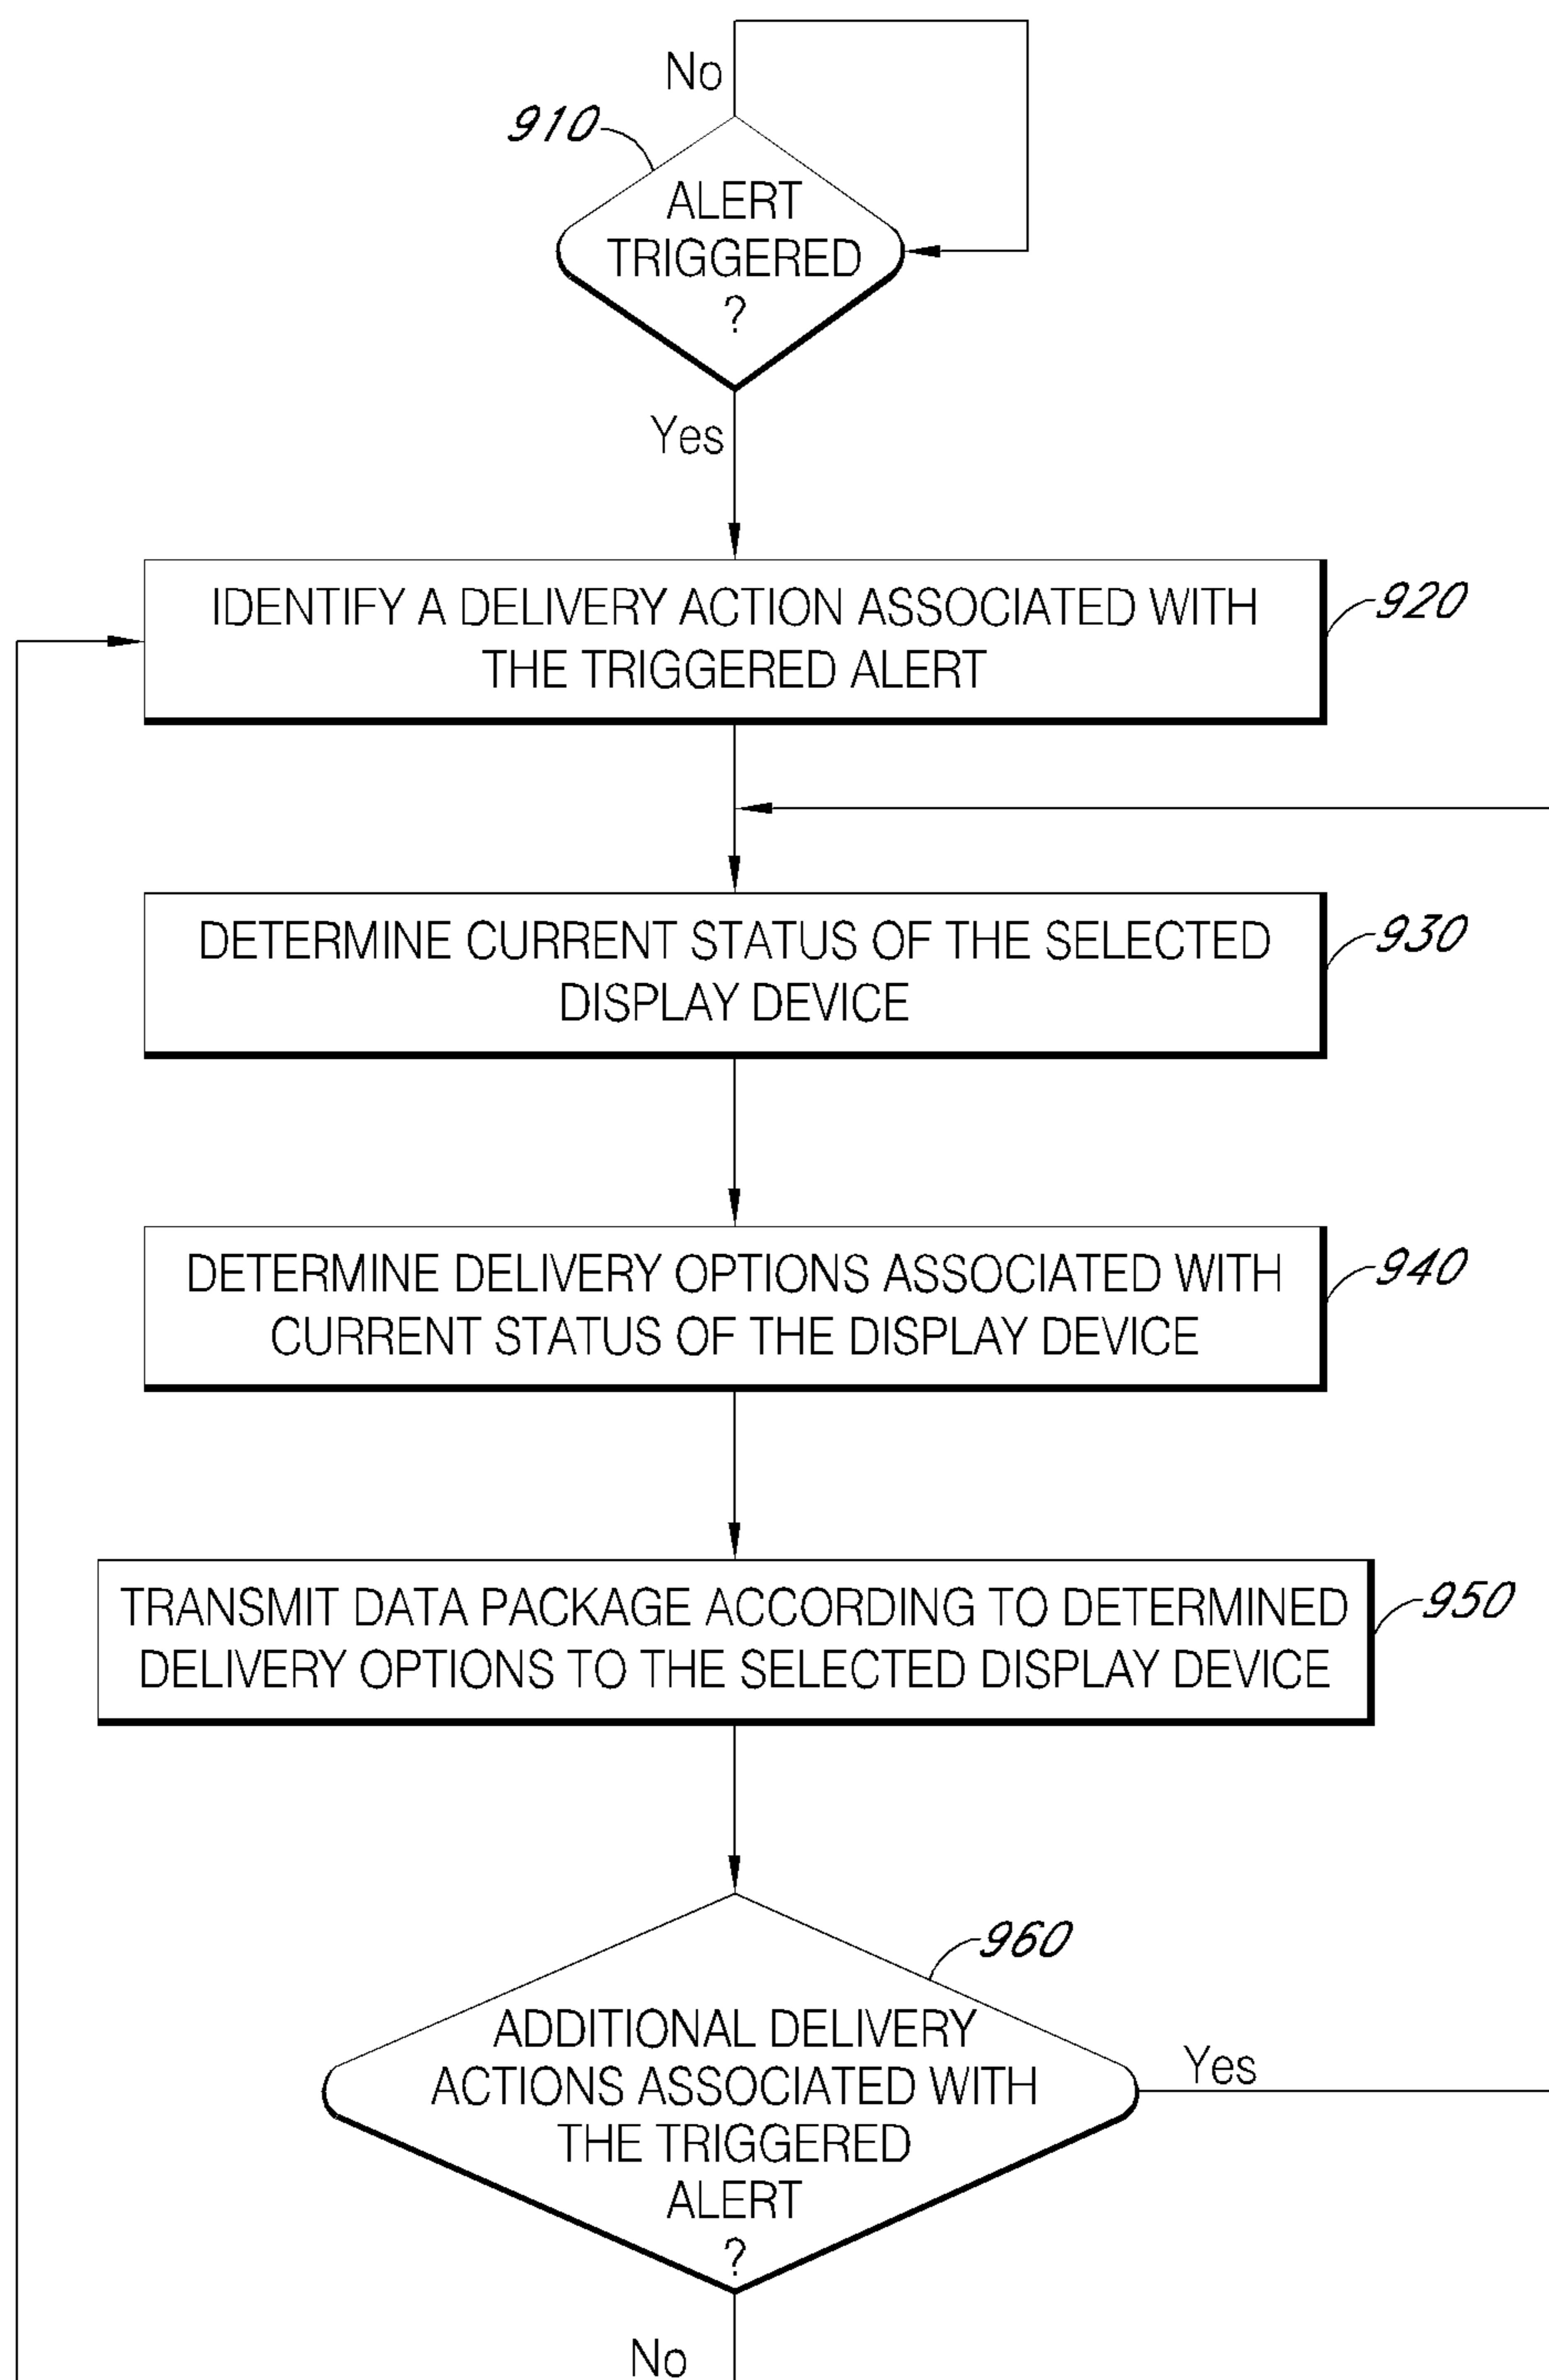 No
910
ALERT
TRIGGERED
?
Yes
IDENTIFY A DELIVERY ACTION ASSOCIATED WITH
THE TRIGGERED ALERT
920
DETERMINE CURRENT STATUS OF THE SELECTED
DISPLAY DEVICE
930
DETERMINE DELIVERY OPTIONS ASSOCIATED WITH
CURRENT STATUS OF THE DISPLAY DEVICE
940
TRANSMIT DATA PACKAGE ACCORDING TO DETERMINED
DELIVERY OPTIONS TO THE SELECTED DISPLAY DEVICE
950
960
ADDITIONAL DELIVERY
ACTIONS ASSOCIATED WITH
THE TRIGGERED
ALERT
?
Yes
No